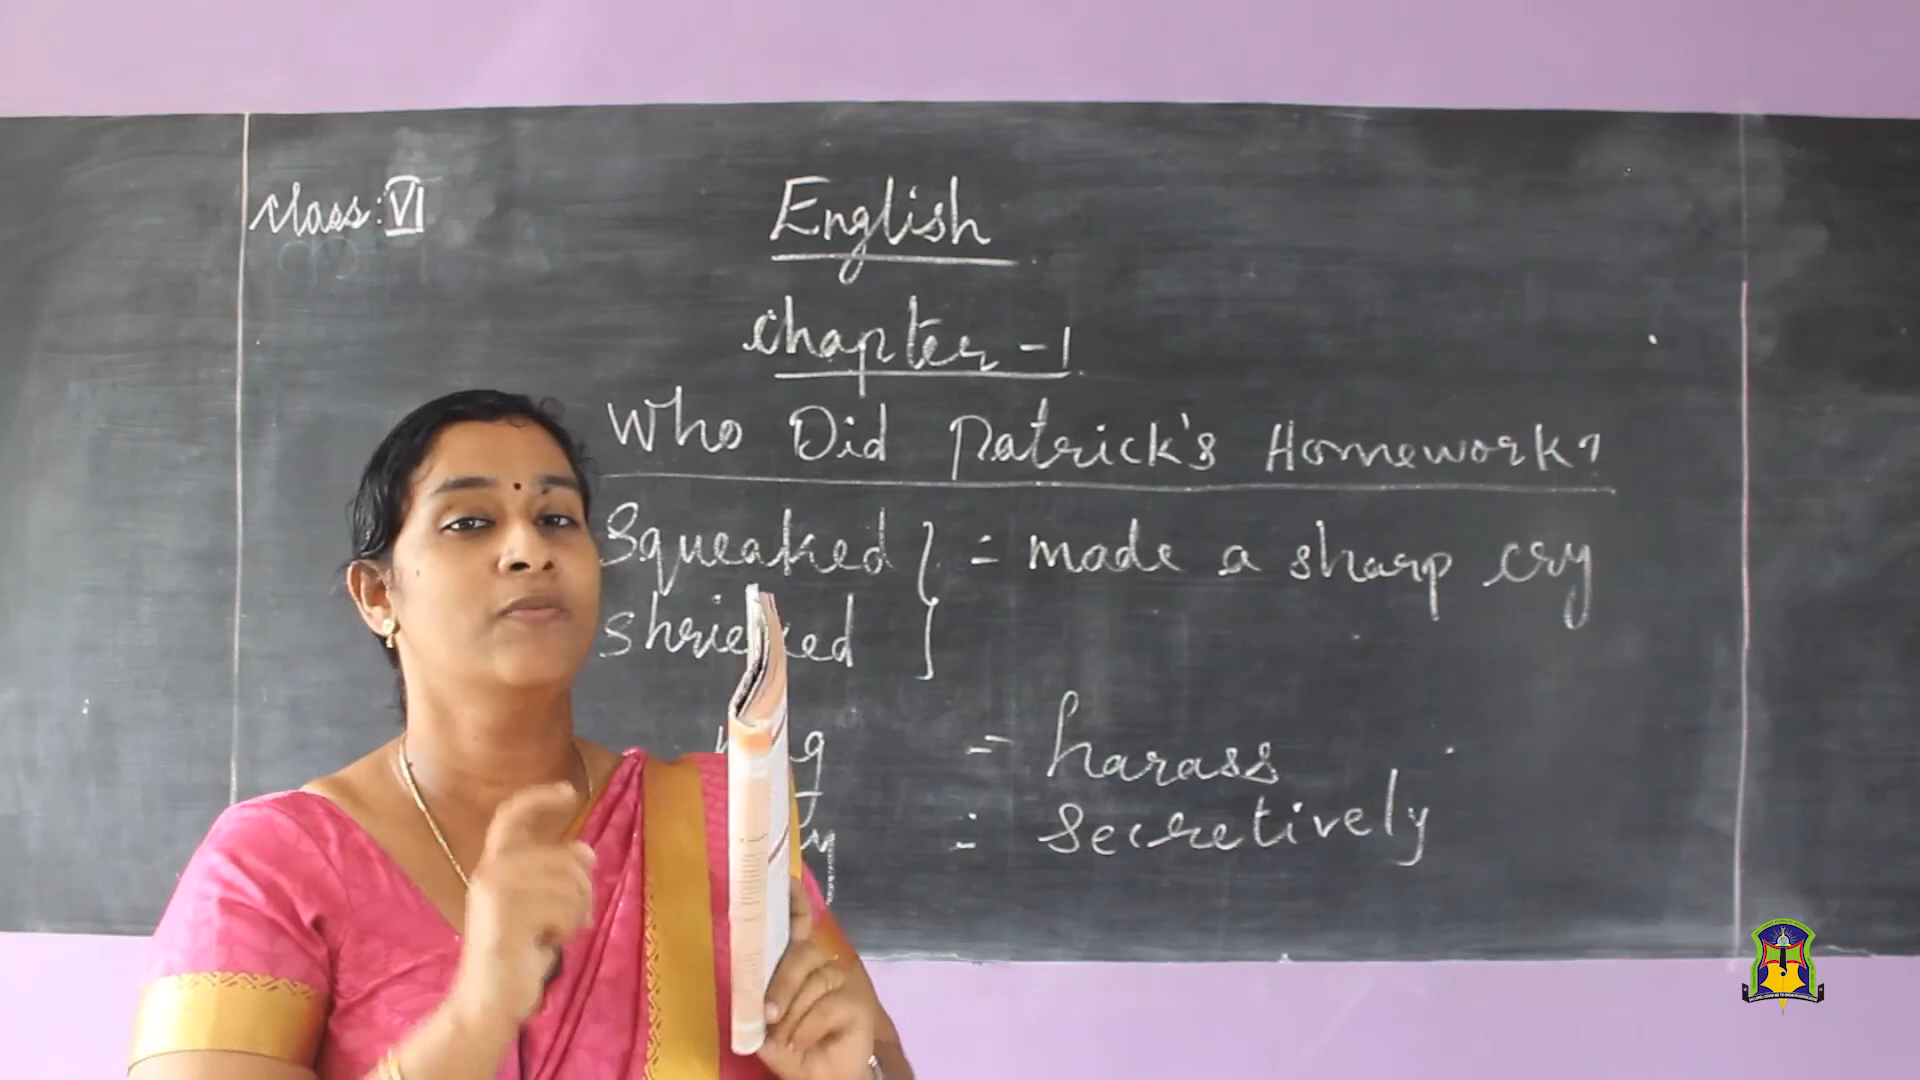 Class: VI
English
Chapter-1
Who Did Patrick's Homework?
Squeaked } = made a sharp cry
Shrieked }
= harass
= secretively